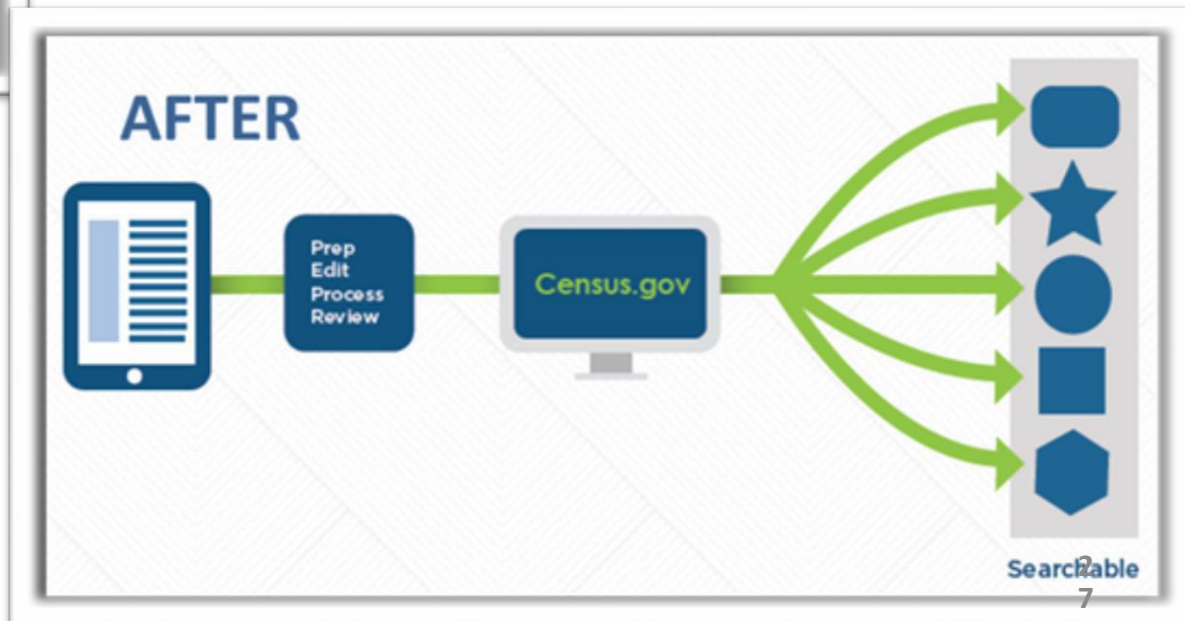 AFTER
Prep
Edit
Process
Review
Census.gov
Searchable
2
7